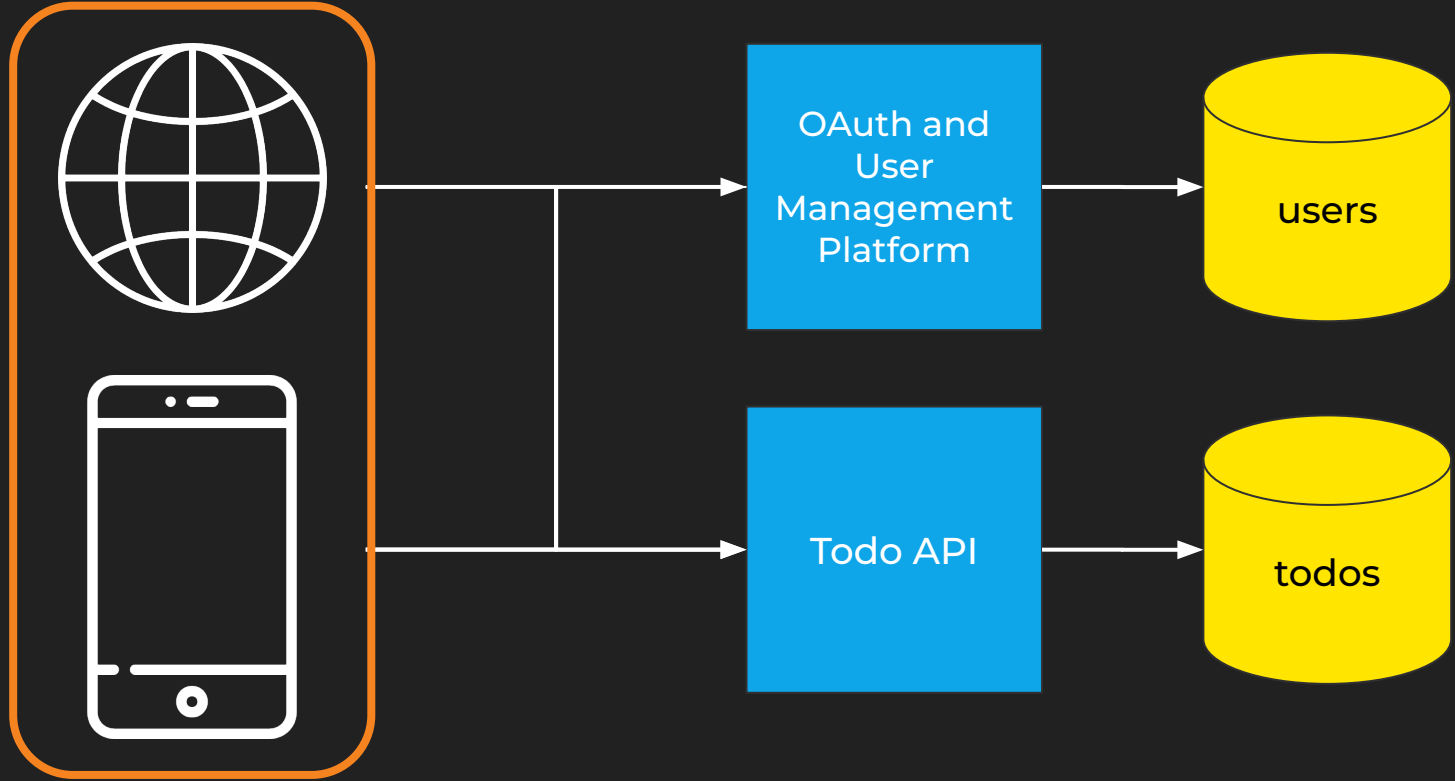 OAuth and
User
Management
Platform
users
Todo API
todos